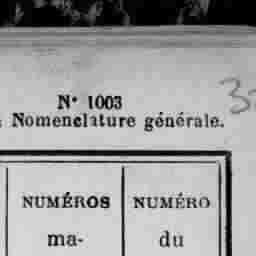 N° 1003
Nomenclature générale.
NUMÉROS NUMÉRO
ma- du